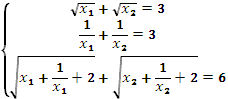 √x₁ + √x₂ = 3
1/x₁ + 1/x₂ = 3
√(x₁ + 1/x₁ + 2) + √(x₂ + 1/x₂ + 2) = 6